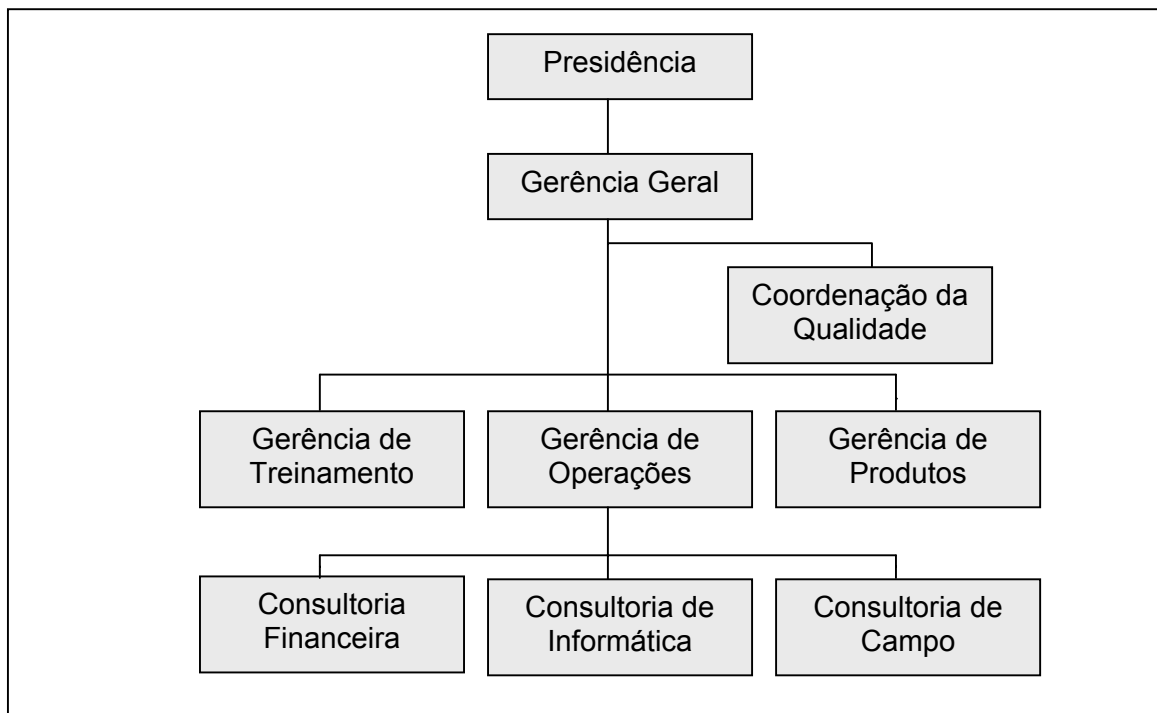 Presidência
Gerência Geral
Coordenação da
Qualidade
Gerência de
Treinamento
Gerência de
Operações
Gerência de
Produtos
Consultoria
Financeira
Consultoria de
Informática
Consultoria de
Campo